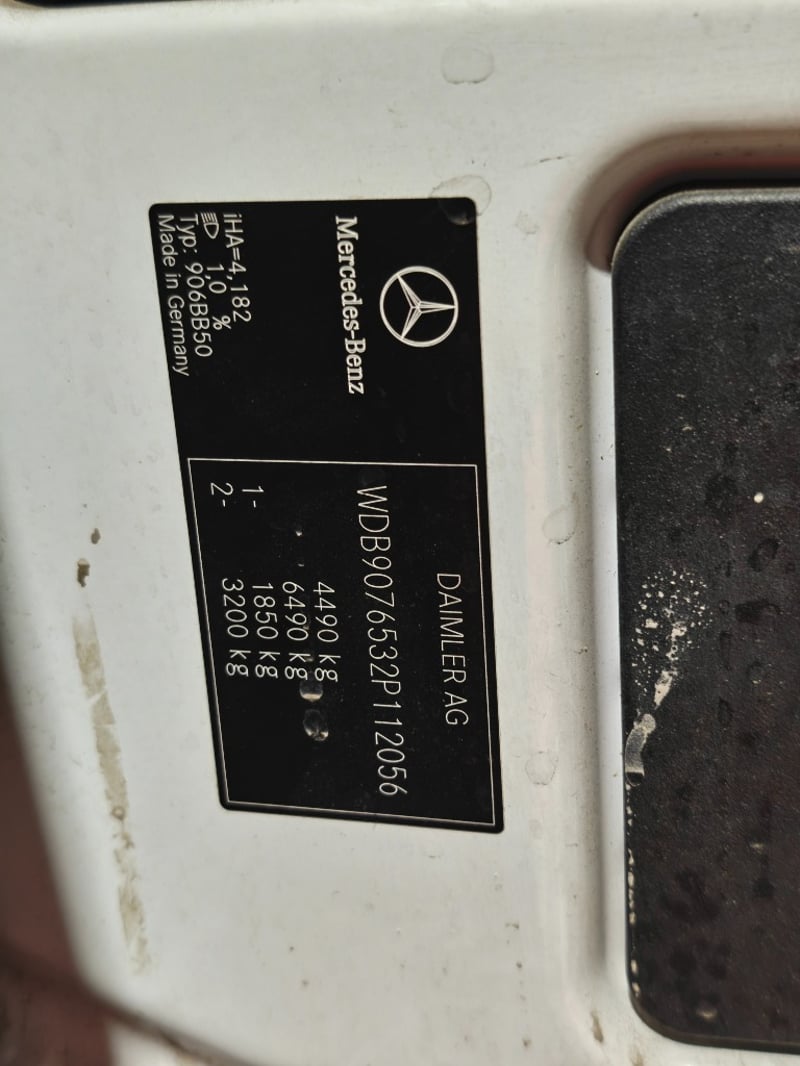 Mercedes-Benz
iHA=4,182
1,0 %
Typ: 906BB50
Made in Germany
DAIMLER AG
WDB9076532P112056
4490 kg
6490 kg
1- 1850 kg
2- 3200 kg